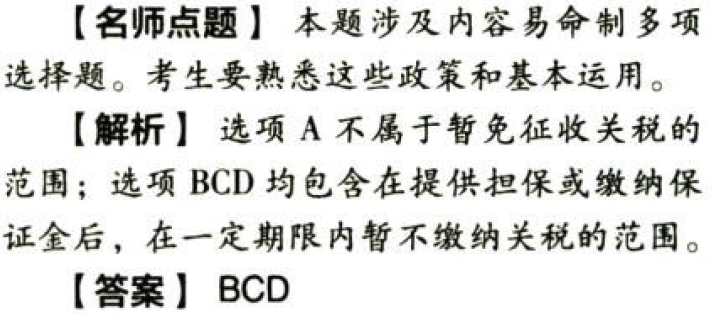 【名师点题】 本题涉及内容易命制多项
选择题。考生要熟悉这些政策和基本运用。
【解析】 选项 A 不属于暂免征收关税的
范围；选项 BCD 均包含在提供担保或缴纳保
证金后，在一定期限内暂不缴纳关税的范围。
【答案】 BCD